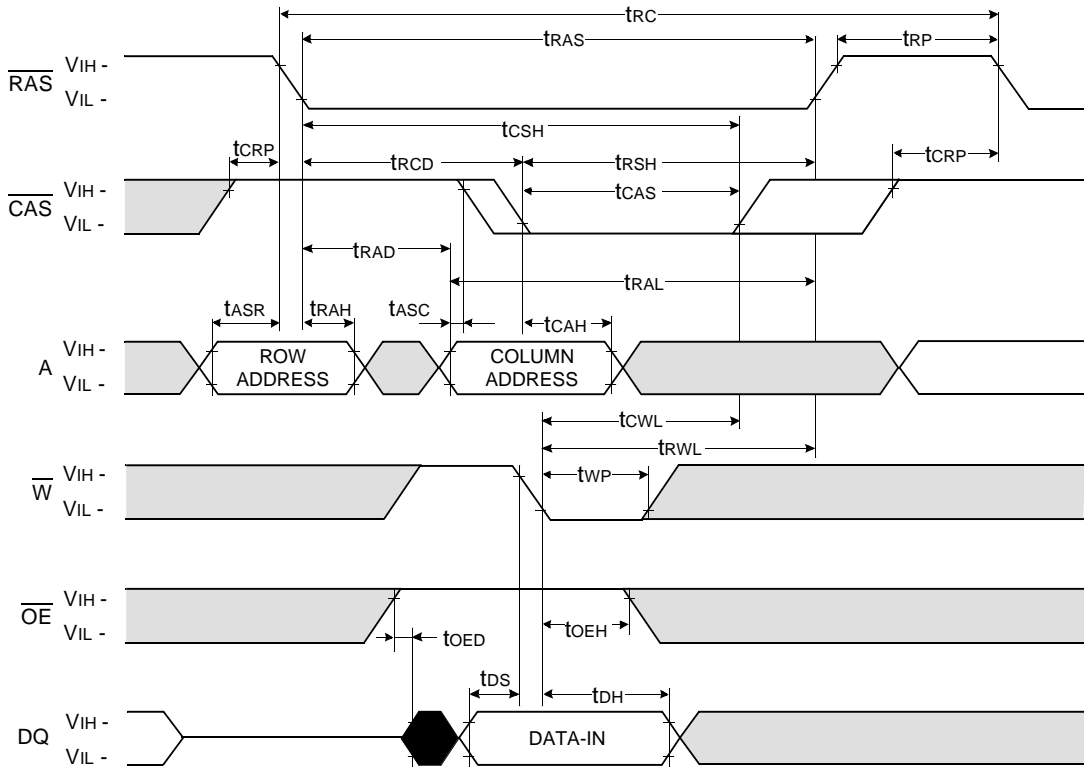 tRC
tRAS
tRP
RAS
VIH -
VIL -
tCSH
tCRP
tRCD
tRSH
tCRP
CAS
VIH -
VIL -
tCAS
tRAD
tRAL
tASR
tRAH
tASC
tCAH
A
VIH -
VIL -
ROW
ADDRESS
COLUMN
ADDRESS
tCWL
tRWL
W
VIH -
VIL -
tWP
OE
VIH -
VIL -
tOED
tOEH
tDS
tDH
DQ
VIH -
VIL -
DATA-IN